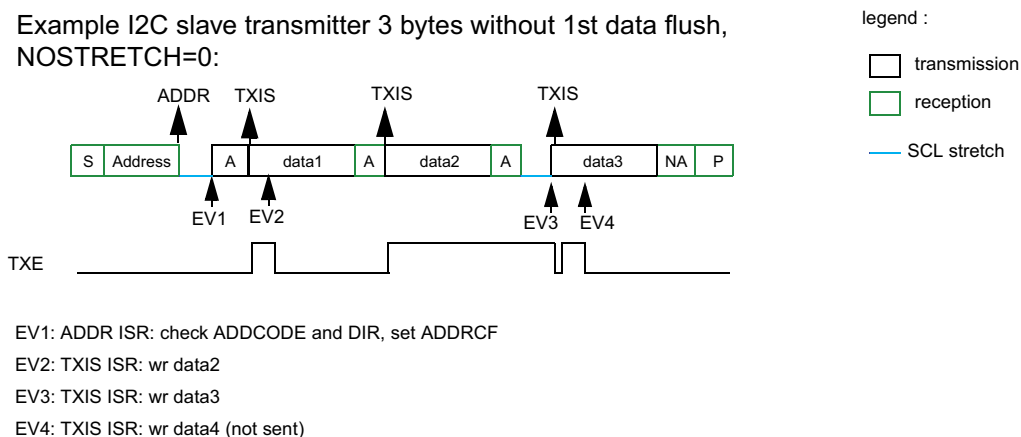 Example I2C slave transmitter 3 bytes without 1st data flush,
NOSTRETCH=0:
legend :
transmission
reception
SCL stretch
ADDR TXIS TXIS TXIS
S Address A data1 A data2 A data3 NA P
EV1 EV2 EV3 EV4
TXE
EV1: ADDR ISR: check ADDCODE and DIR, set ADDRCF
EV2: TXIS ISR: wr data2
EV3: TXIS ISR: wr data3
EV4: TXIS ISR: wr data4 (not sent)